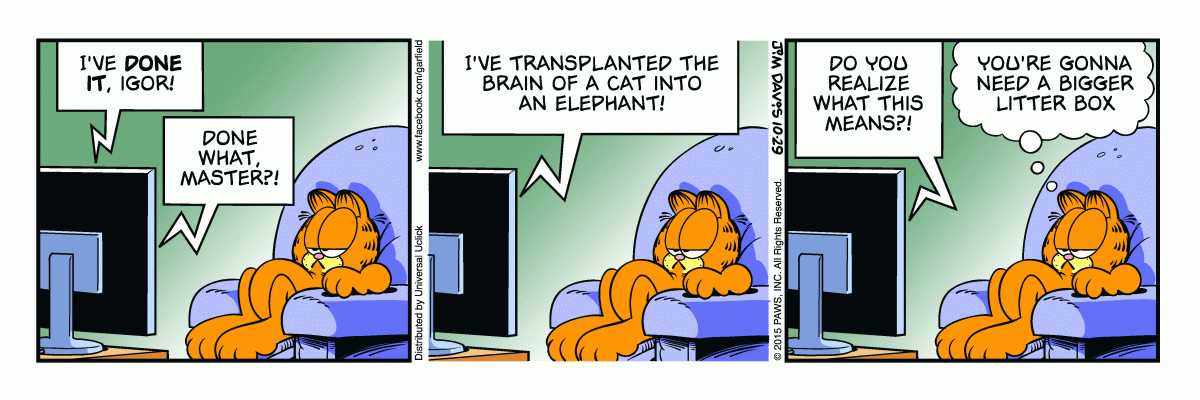 I'VE DONE
IT, IGOR!
DONE
WHAT,
MASTER?!
www.facebook.com/garfield
Distributed by Universal Uclick
I'VE TRANSPLANTED THE
BRAIN OF A CAT INTO
AN ELEPHANT!
JIM DAVIS 10-29
© 2015 PAWS, INC. All Rights Reserved.
DO YOU
REALIZE
WHAT THIS
MEANS?!
YOU'RE GONNA
NEED A BIGGER
LITTER BOX